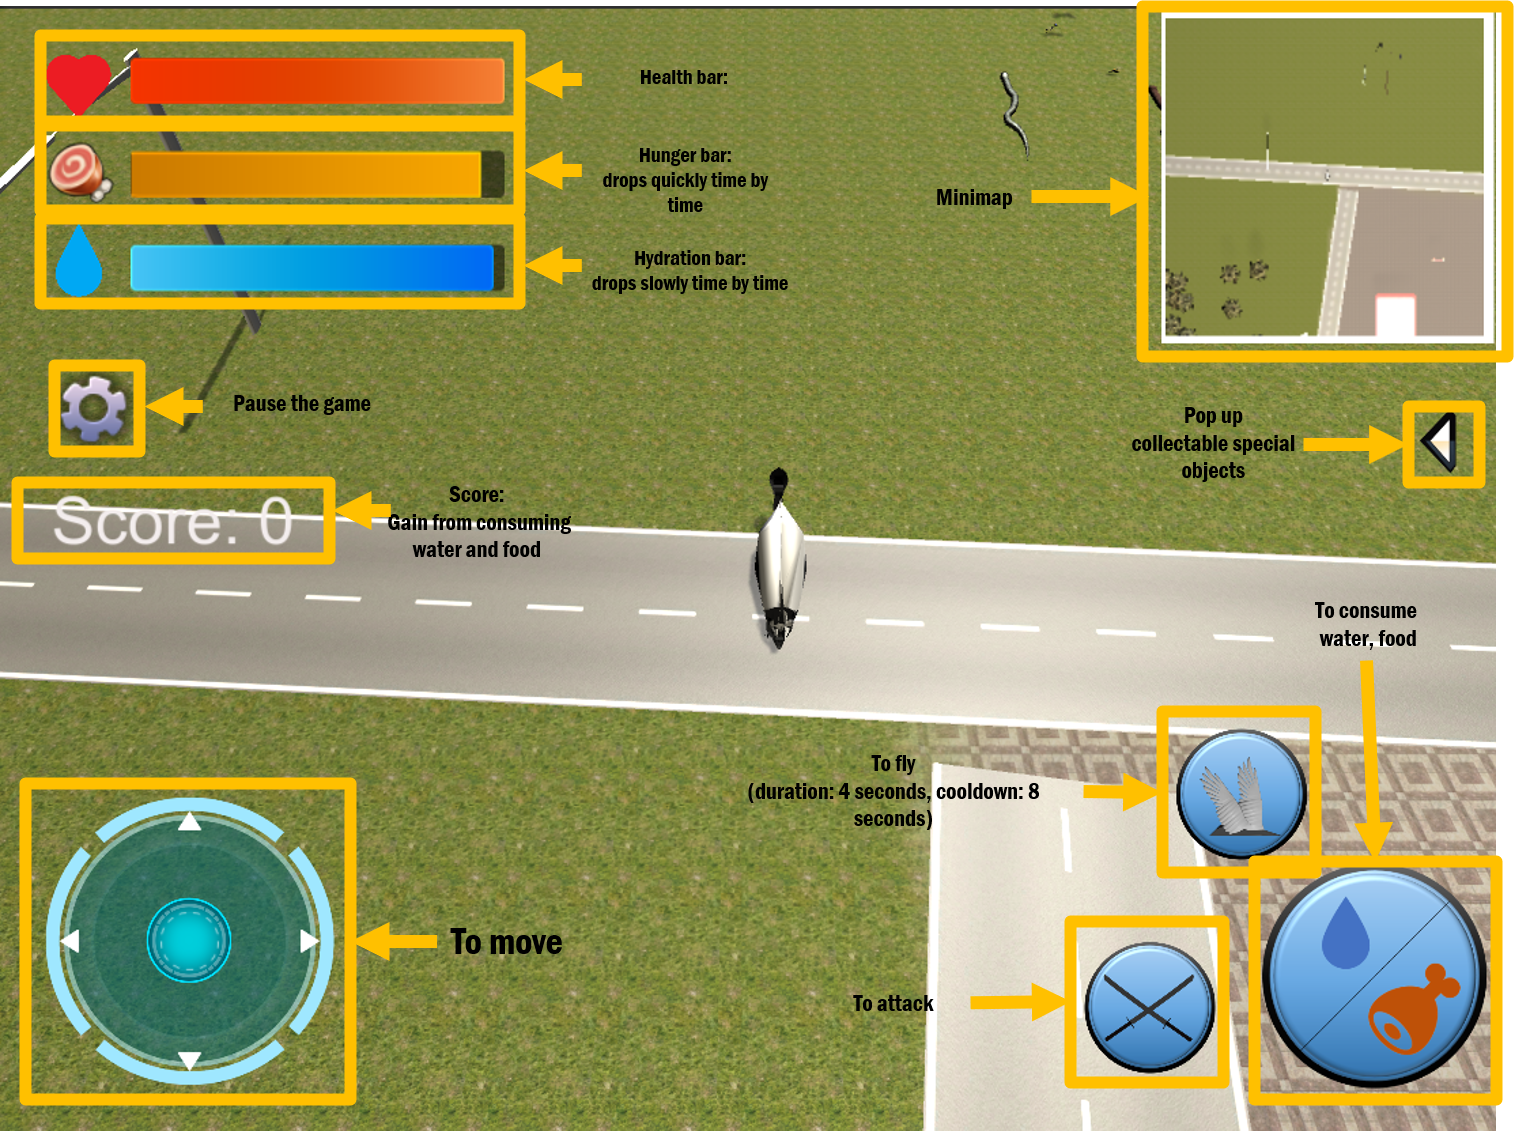 Health bar:
Hunger bar:
drops quickly time by
time
Hydration bar:
drops slowly time by time
Minimap
Pause the game
Pop up
collectable special
objects
Score: 0
Score:
Gain from consuming
water and food
To consume
water, food
To fly
(duration: 4 seconds, cooldown: 8
seconds)
To move
To attack